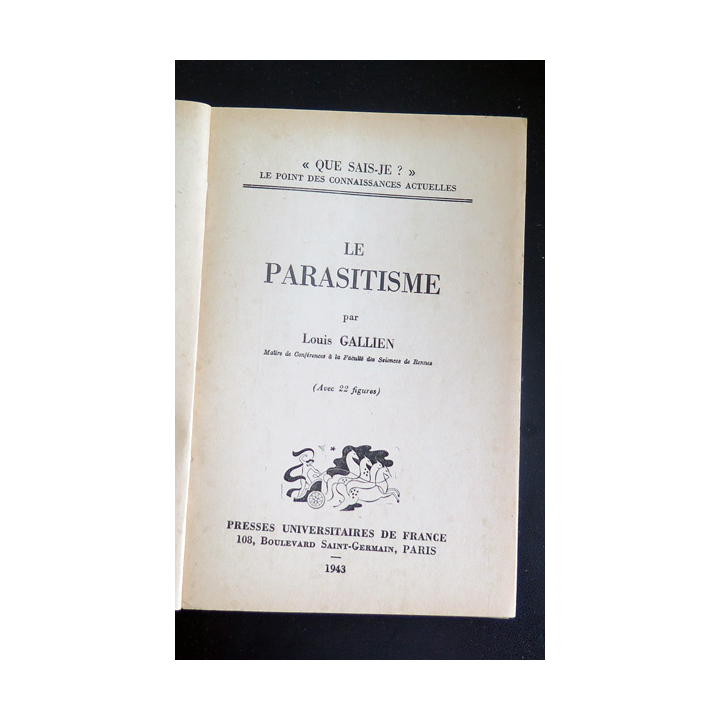 « QUE SAIS-JE ? »
LE POINT DES CONNAISSANCES ACTUELLES
LE
PARASITISME
par
Louis GALLIEN
Maître de Conférences à la Faculté des Sciences de Rennes
(Avec 22 figures)
PRESSES UNIVERSITAIRES DE FRANCE
108, BOULEVARD SAINT-GERMAIN, PARIS
—
1943